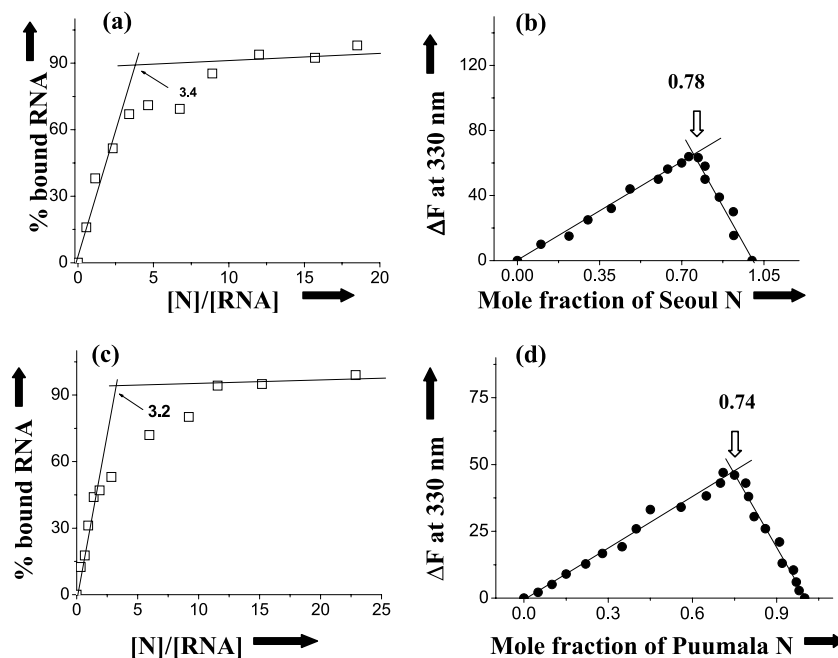 (a)
% bound RNA
90
60
30
0
3.4
0 5 10 15 20
[N]/[RNA]
(b)
ΔF at 330 nm
120
80
40
0
0.78
0.00 0.35 0.70 1.05
Mole fraction of Seoul N
(c)
% bound RNA
90
60
30
0
3.2
0 5 10 15 20 25
[N]/[RNA]
(d)
ΔF at 330 nm
75
50
25
0
0.74
0.0 0.3 0.6 0.9
Mole fraction of Puumala N